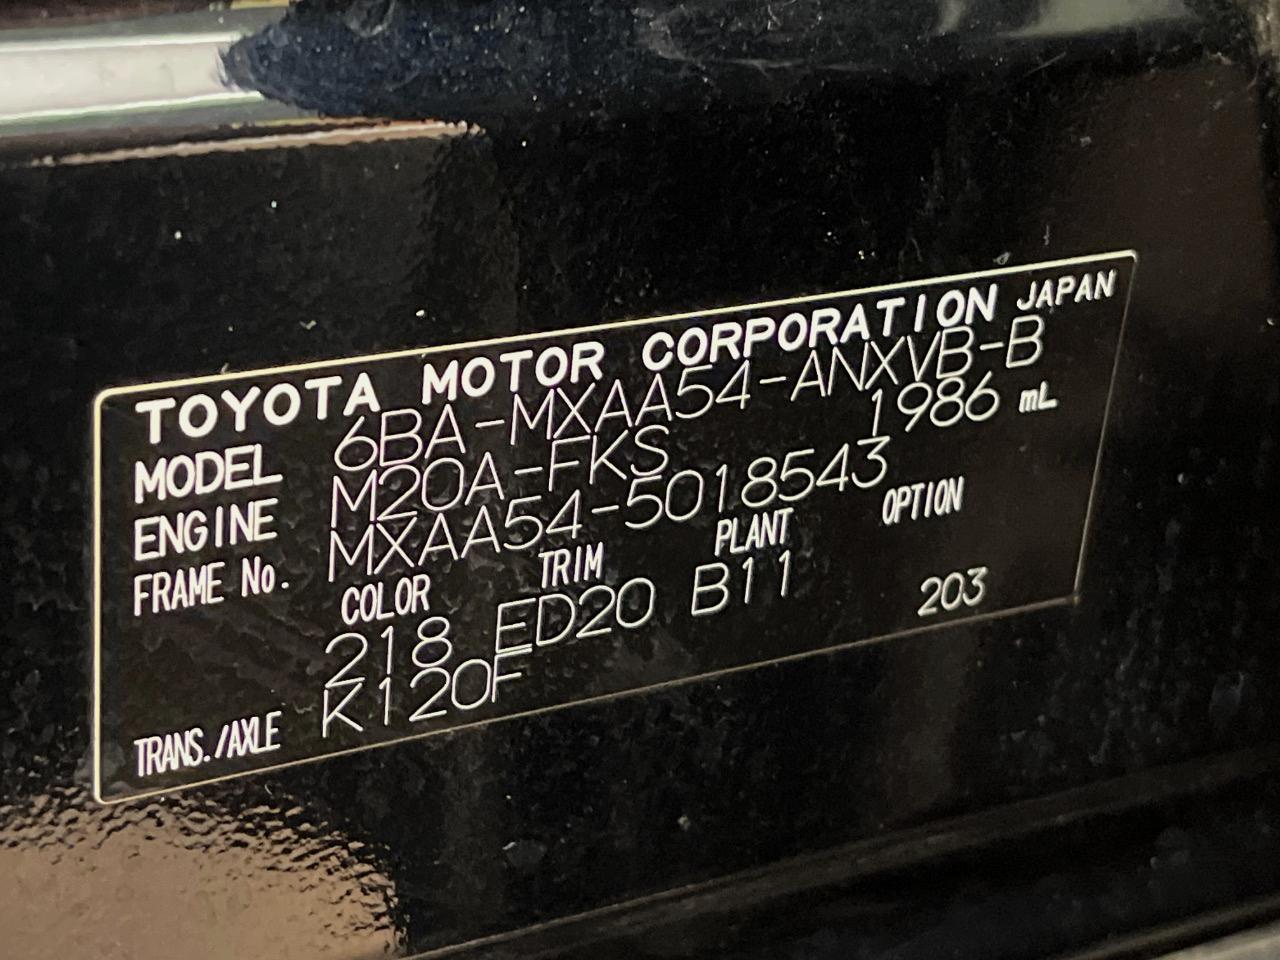 TOYOTA MOTOR CORPORATION JAPAN
MODEL 6BA-MXAA54-ANXVB-B
ENGINE M20A-FKS 1986 mL
FRAME No. MXAA54-5018543
COLOR TRIM PLANT OPTION
218 ED20 B11 203
TRANS./AXLE K120F